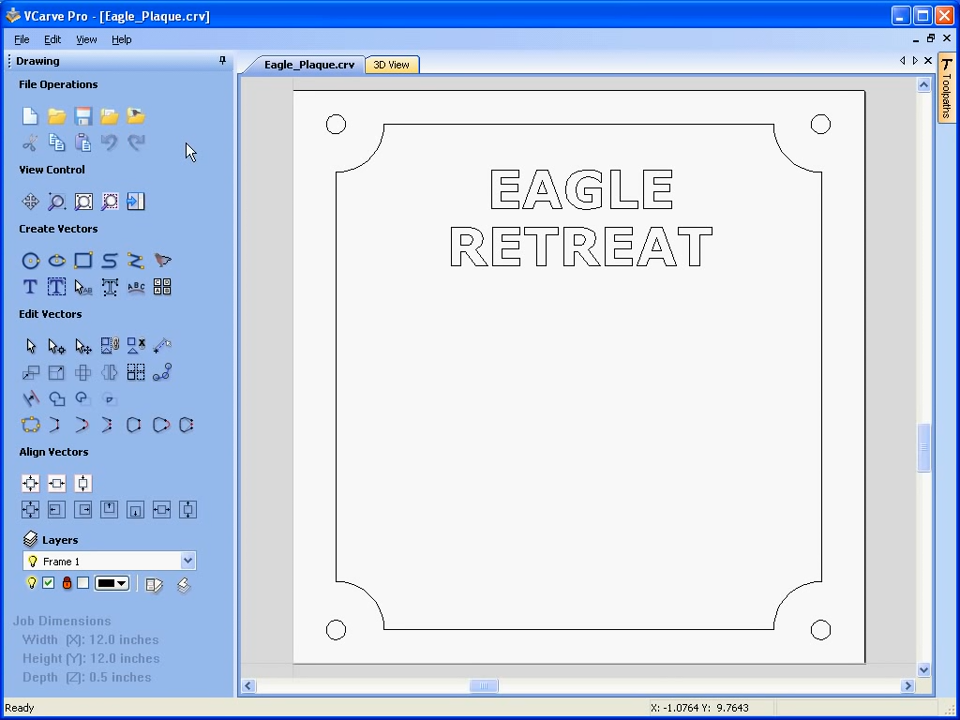 VCarve Pro - [Eagle_Plaque.crv]
File Edit View Help
Drawing
Eagle_Plaque.crv 3D View
Toolpaths
File Operations
View Control
Create Vectors
Edit Vectors
Align Vectors
Layers
Frame 1
Job Dimensions
Width (X): 12.0 inches
Height (Y): 12.0 inches
Depth (Z): 0.5 inches
EAGLE
RETREAT
Ready
X: -1.0764 Y: 9.7643